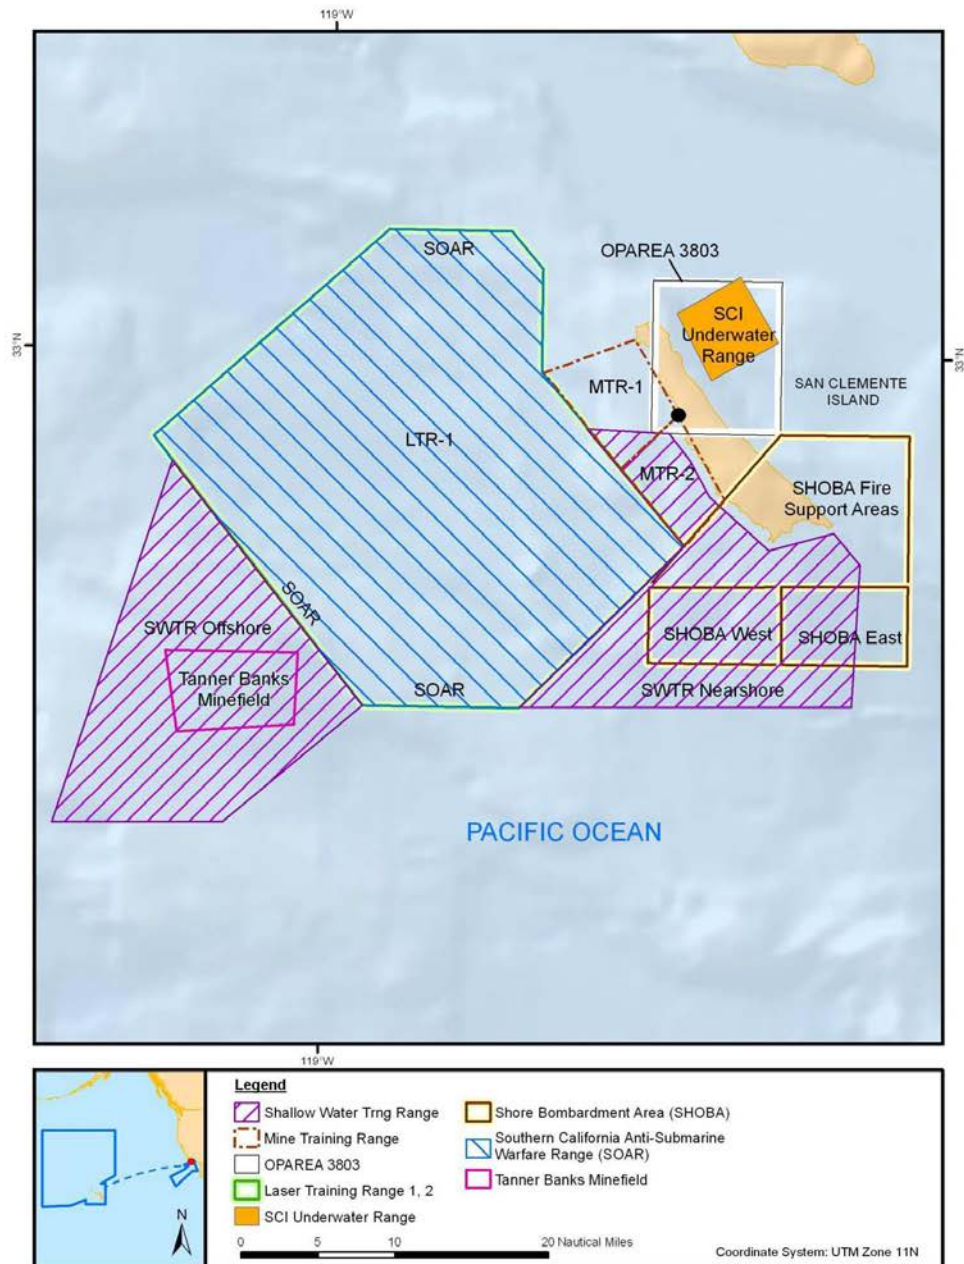 119°W
SOAR
OPAREA 3803
SCI
Underwater
Range
33°N
33°N
MTR-1
SAN CLEMENTE
ISLAND
LTR-1
MTR-2
SHOBA Fire
Support Areas
SOAR
SWTR Offshore
SHOBA West
SHOBA East
Tanner Banks
Minefield
SOAR
SWTR Nearshore
PACIFIC OCEAN
119°W
Legend
Shallow Water Trng Range
Mine Training Range
OPAREA 3803
Laser Training Range 1, 2
SCI Underwater Range
Shore Bombardment Area (SHOBA)
Southern California Anti-Submarine
Warfare Range (SOAR)
Tanner Banks Minefield
N
0 5 10 20 Nautical Miles
Coordinate System: UTM Zone 11N